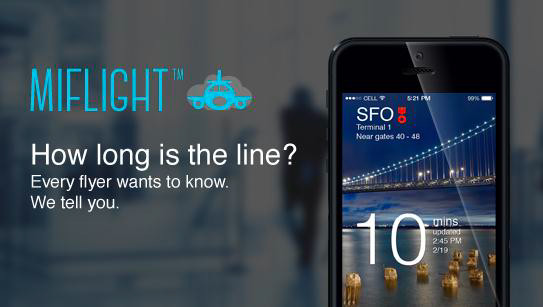 MIFLIGHT™
How long is the line?
Every flyer wants to know.
We tell you.
CELL 5:21 PM 99%
SFO
Terminal 1
Near gates 40 - 48
10 mins
updated
2:45 PM
2/19